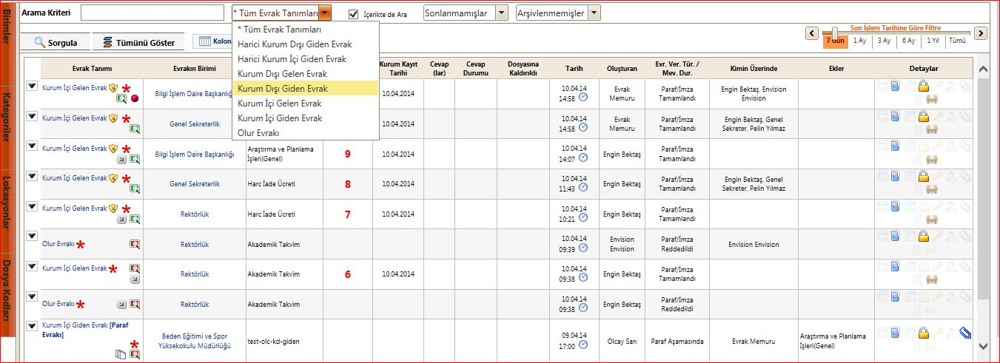 Birimler
Kategoriler
Lokasyonlar
Dosya Kodları
Arama Kriteri
* Tüm Evrak Tanımları
İçerikte de Ara
Sonlanmamışlar
Arşivlenmemişler
Sorgula
Tümünü Göster
Kolon
Son İşlem Tarihine Göre Filtre
7 Gün 1 Ay 3 Ay 6 Ay 1 Yıl Tümü
* Tüm Evrak Tanımları
Harici Kurum Dışı Giden Evrak
Harici Kurum İçi Giden Evrak
Kurum Dışı Gelen Evrak
Kurum Dışı Giden Evrak
Kurum İçi Gelen Evrak
Kurum İçi Giden Evrak
Olur Evrakı
Evrak Tanımı
Evrakın Birimi
Kurum Kayıt
Tarihi
Cevap
(lar)
Cevap
Durumu
Dosyasına
Kaldırıldı
Tarih
Oluşturan
Evr. Ver. Tür. /
Mev. Dur.
Kimin Üzerinde
Ekler
Detaylar
Kurum İçi Gelen Evrak
Bilgi İşlem Daire Başkanlığı
10.04.2014
10.04.14
14:58
Evrak
Memuru
Paraf/İmza
Tamamlandı
Engin Bektaş, Envision
Envision
Kurum İçi Gelen Evrak
Genel Sekreterlik
10.04.2014
10.04.14
14:58
Evrak
Memuru
Paraf/İmza
Tamamlandı
Engin Bektaş, Genel
Sekreter, Pelin Yılmaz
Kurum İçi Gelen Evrak
Bilgi İşlem Daire Başkanlığı
Araştırma ve Planlama
İşleri(Genel)
9
10.04.2014
10.04.14
14:07
Engin Bektaş
Paraf/İmza
Tamamlandı
Kurum İçi Gelen Evrak
Genel Sekreterlik
Harc İade Ücreti
8
10.04.2014
10.04.14
11:43
Engin Bektaş
Paraf/İmza
Tamamlandı
Engin Bektaş, Genel
Sekreter, Pelin Yılmaz
Kurum İçi Gelen Evrak
Rektörlük
Harc İade Ücreti
7
10.04.2014
10.04.14
10:21
Engin Bektaş
Paraf/İmza
Tamamlandı
Olur Evrakı
Rektörlük
Akademik Takvim
10.04.14
09:39
Envision
Envision
Paraf/İmza
Reddedildi
Envision Envision
Kurum İçi Gelen Evrak
Rektörlük
Akademik Takvim
6
10.04.2014
10.04.14
09:38
Engin Bektaş
Paraf/İmza
Tamamlandı
Olur Evrakı
Rektörlük
Akademik Takvim
10.04.14
09:38
Engin Bektaş
Paraf/İmza
Reddedildi
Kurum İçi Giden Evrak [Paraf
Evrakı]
Beden Eğitimi ve Spor
Yüksekokulu Müdürlüğü
test-olc-kd-giden
09.04.14
17:00
Olcay Sarı
Paraf Aşamasında
Evrak Memuru
Araştırma ve Planlama
İşleri(Genel)